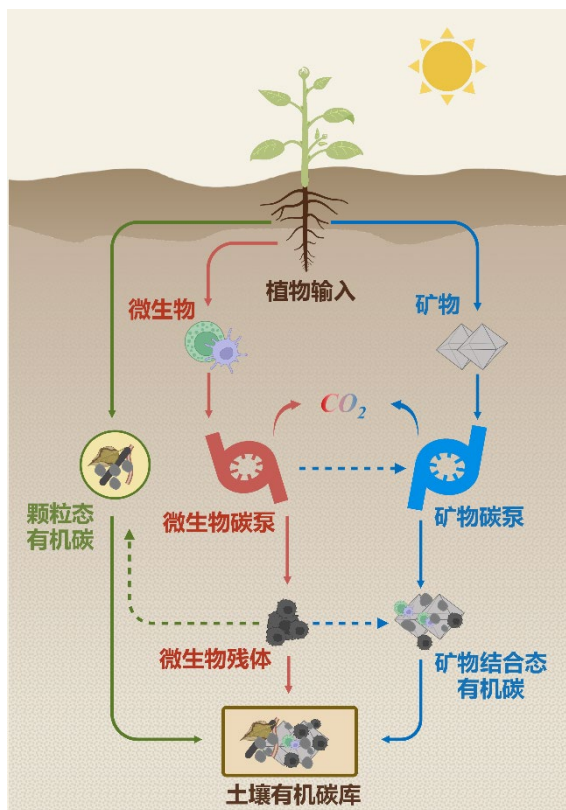 植物输入
微生物
矿物
CO₂
颗粒态
有机碳
微生物碳泵
矿物碳泵
微生物残体
矿物结合态
有机碳
土壤有机碳库